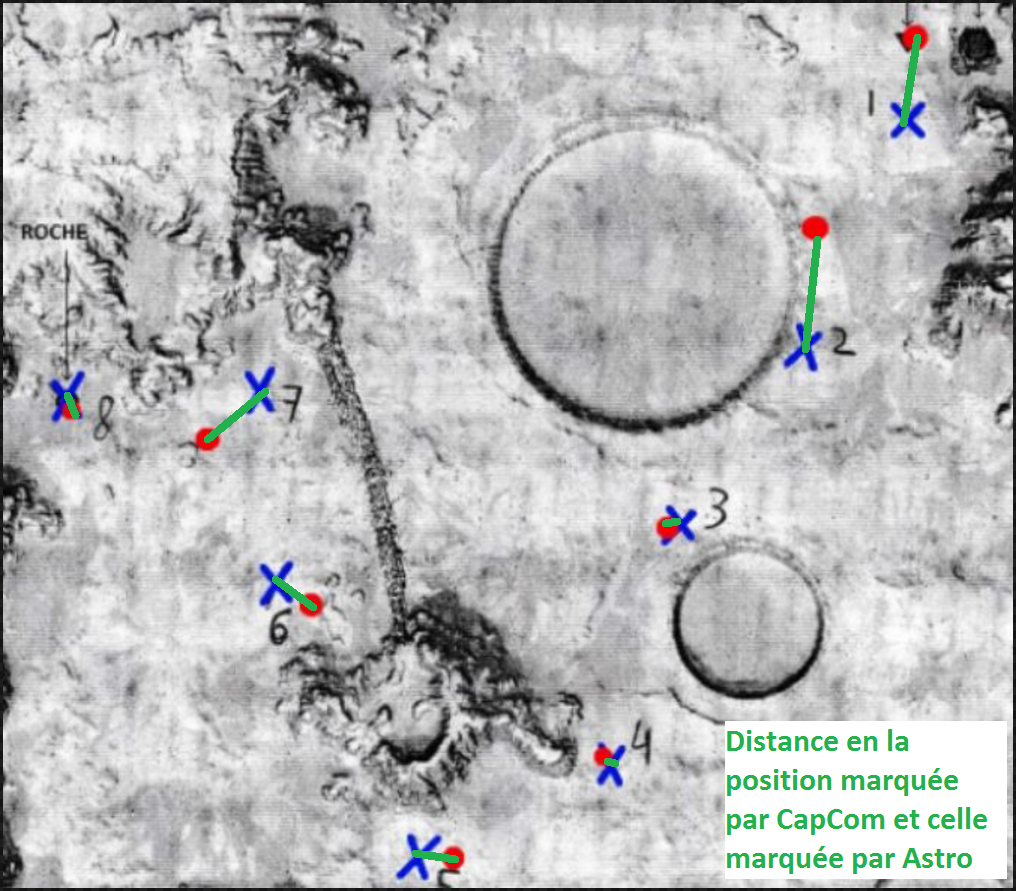 1
ROCHE
2
7
8
3
6
4
5
Distance en la
position marquée
par CapCom et celle
marquée par Astro